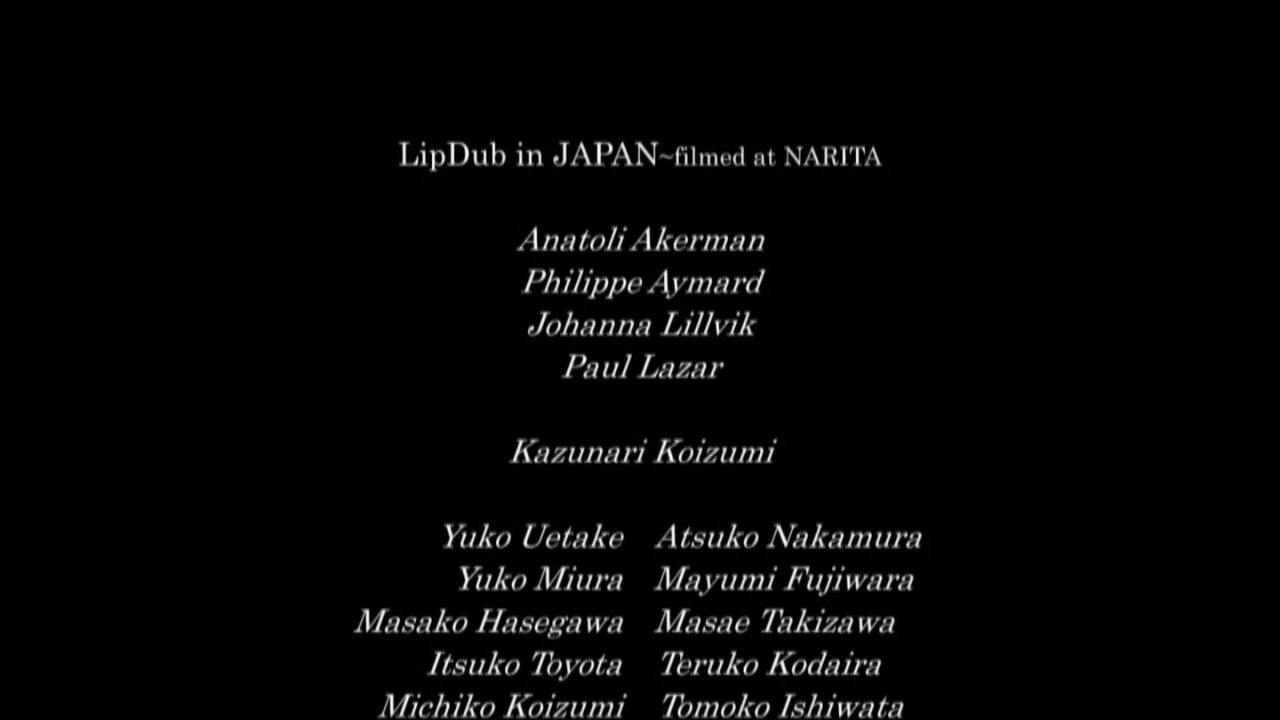 LipDub in JAPAN~filmed at NARITA
Anatoli Akerman
Philippe Aymard
Johanna Lillvik
Paul Lazar
Kazunari Koizumi
Yuko Uetake Atsuko Nakamura
Yuko Miura Mayumi Fujiwara
Masako Hasegawa Masae Takizawa
Itsuko Toyota Teruko Kodaira
Michiko Koizumi Tomoko Ishiwata